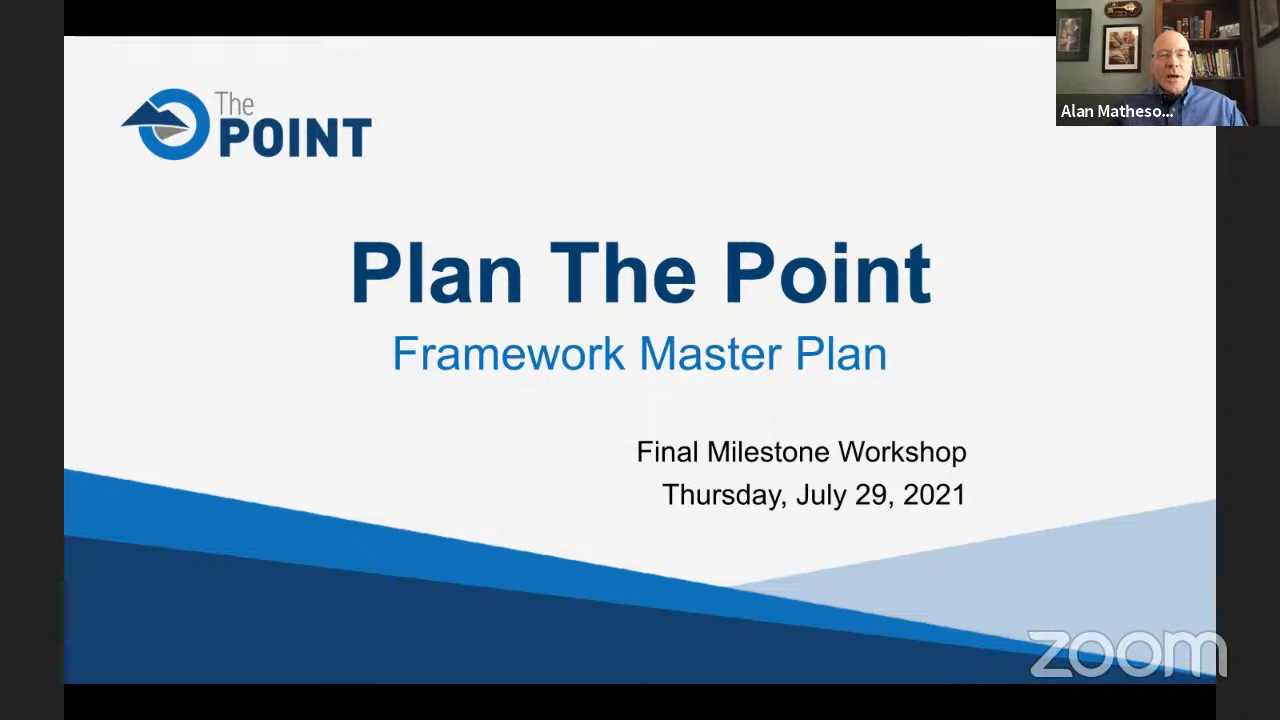 The
POINT
Alan Matheso...
Plan The Point
Framework Master Plan
Final Milestone Workshop
Thursday, July 29, 2021
zoom